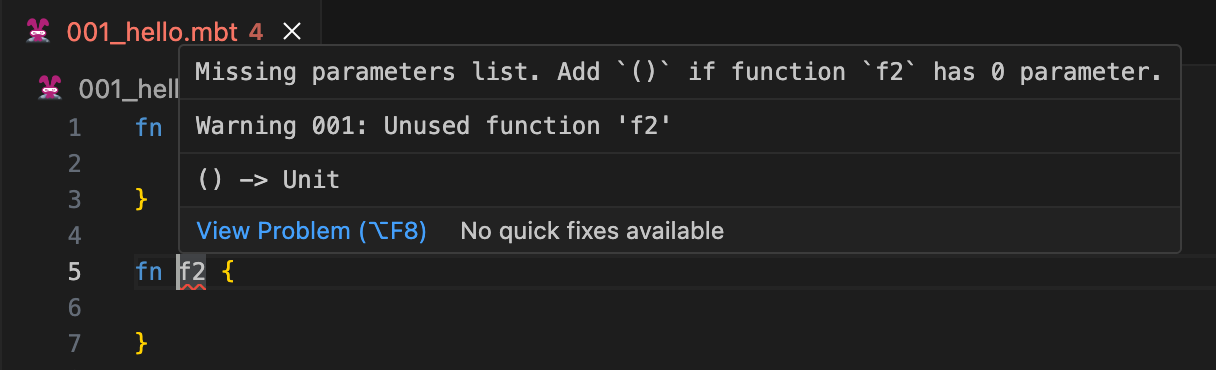 001_hello.mbt 4 ×
Missing parameters list. Add `()` if function `f2` has 0 parameter.
001_hell
Warning 001: Unused function 'f2'
1 fn
2
() -> Unit
3 }
4
View Problem (⌥F8) No quick fixes available
5 fn f2 {
6
7 }